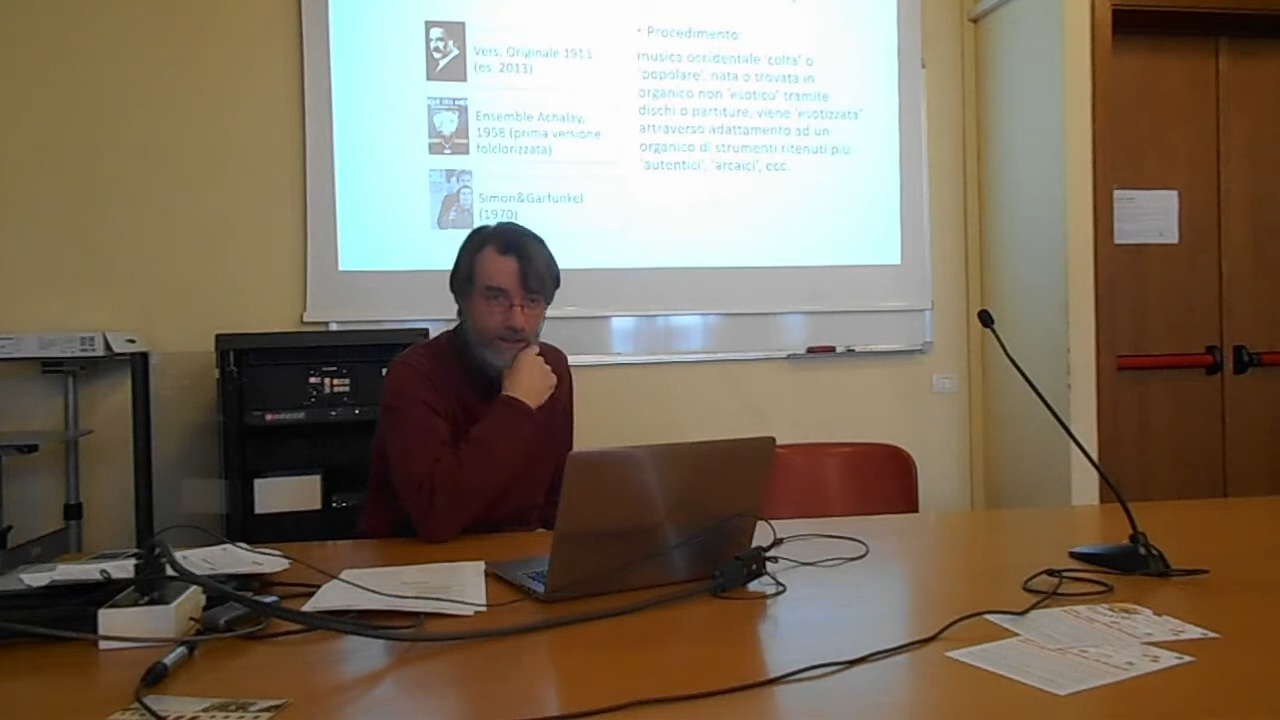 Vers. Originale 1913
(es. 2013)
Ensemble Achalay,
1958 (prima versione
folclorizzata)
Simon&Garfunkel
(1970)
• Procedimento:
musica occidentale 'colta' o
'popolare', nata o trovata in
organico non 'esotico' tramite
dischi o partiture, viene 'esotizzata'
attraverso adattamento ad un
organico di strumenti ritenuti più
'autentici', 'arcaici', ecc.